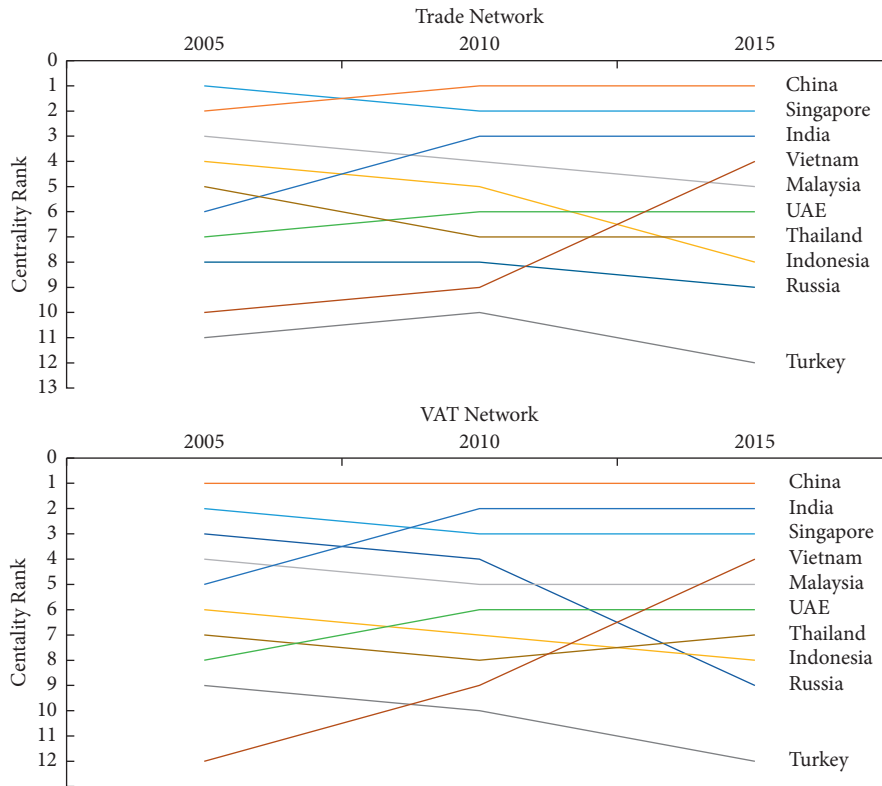 Trade Network
2005 2010 2015
Centrality Rank
0
1
2
3
4
5
6
7
8
9
10
11
12
13
China
Singapore
India
Vietnam
Malaysia
UAE
Thailand
Indonesia
Russia
Turkey
VAT Network
2005 2010 2015
Centality Rank
0
1
2
3
4
5
6
7
8
9
10
11
12
China
India
Singapore
Vietnam
Malaysia
UAE
Thailand
Indonesia
Russia
Turkey